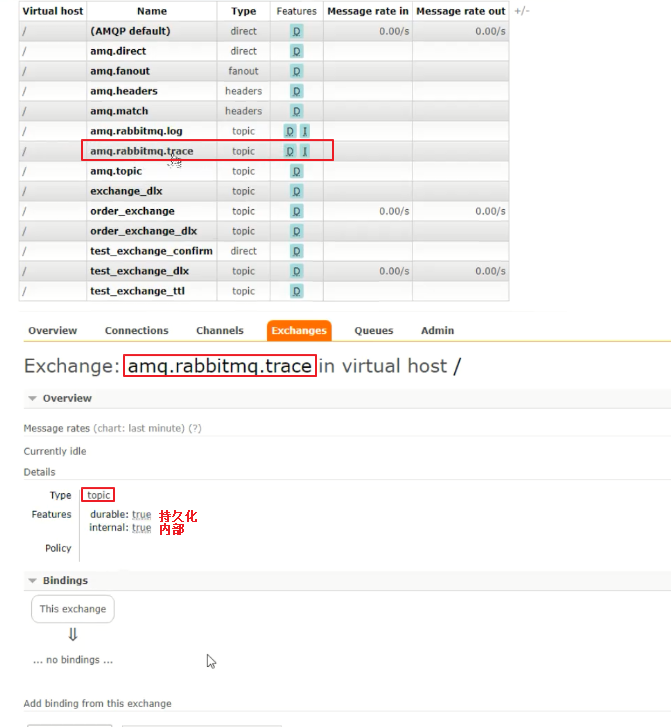 Virtual host Name Type Features Message rate in Message rate out +/-
/ (AMQP default) direct D 0.00/s 0.00/s
/ amq.direct direct D
/ amq.fanout fanout D
/ amq.headers headers D
/ amq.match headers D
/ amq.rabbitmq.log topic D I
/ amq.rabbitmq.trace topic D I
/ amq.topic topic D
/ exchange_dlx topic D
/ order_exchange topic D 0.00/s 0.00/s
/ order_exchange_dlx topic D
/ test_exchange_confirm direct D
/ test_exchange_dlx topic D 0.00/s 0.00/s
/ test_exchange_ttl topic D
Overview Connections Channels Exchanges Queues Admin
Exchange: amq.rabbitmq.trace in virtual host /
Overview
Message rates (chart: last minute) (?)
Currently idle
Details
Type topic
Features durable: true 持久化
internal: true 内部
Policy
Bindings
This exchange
⇓
... no bindings ...
Add binding from this exchange